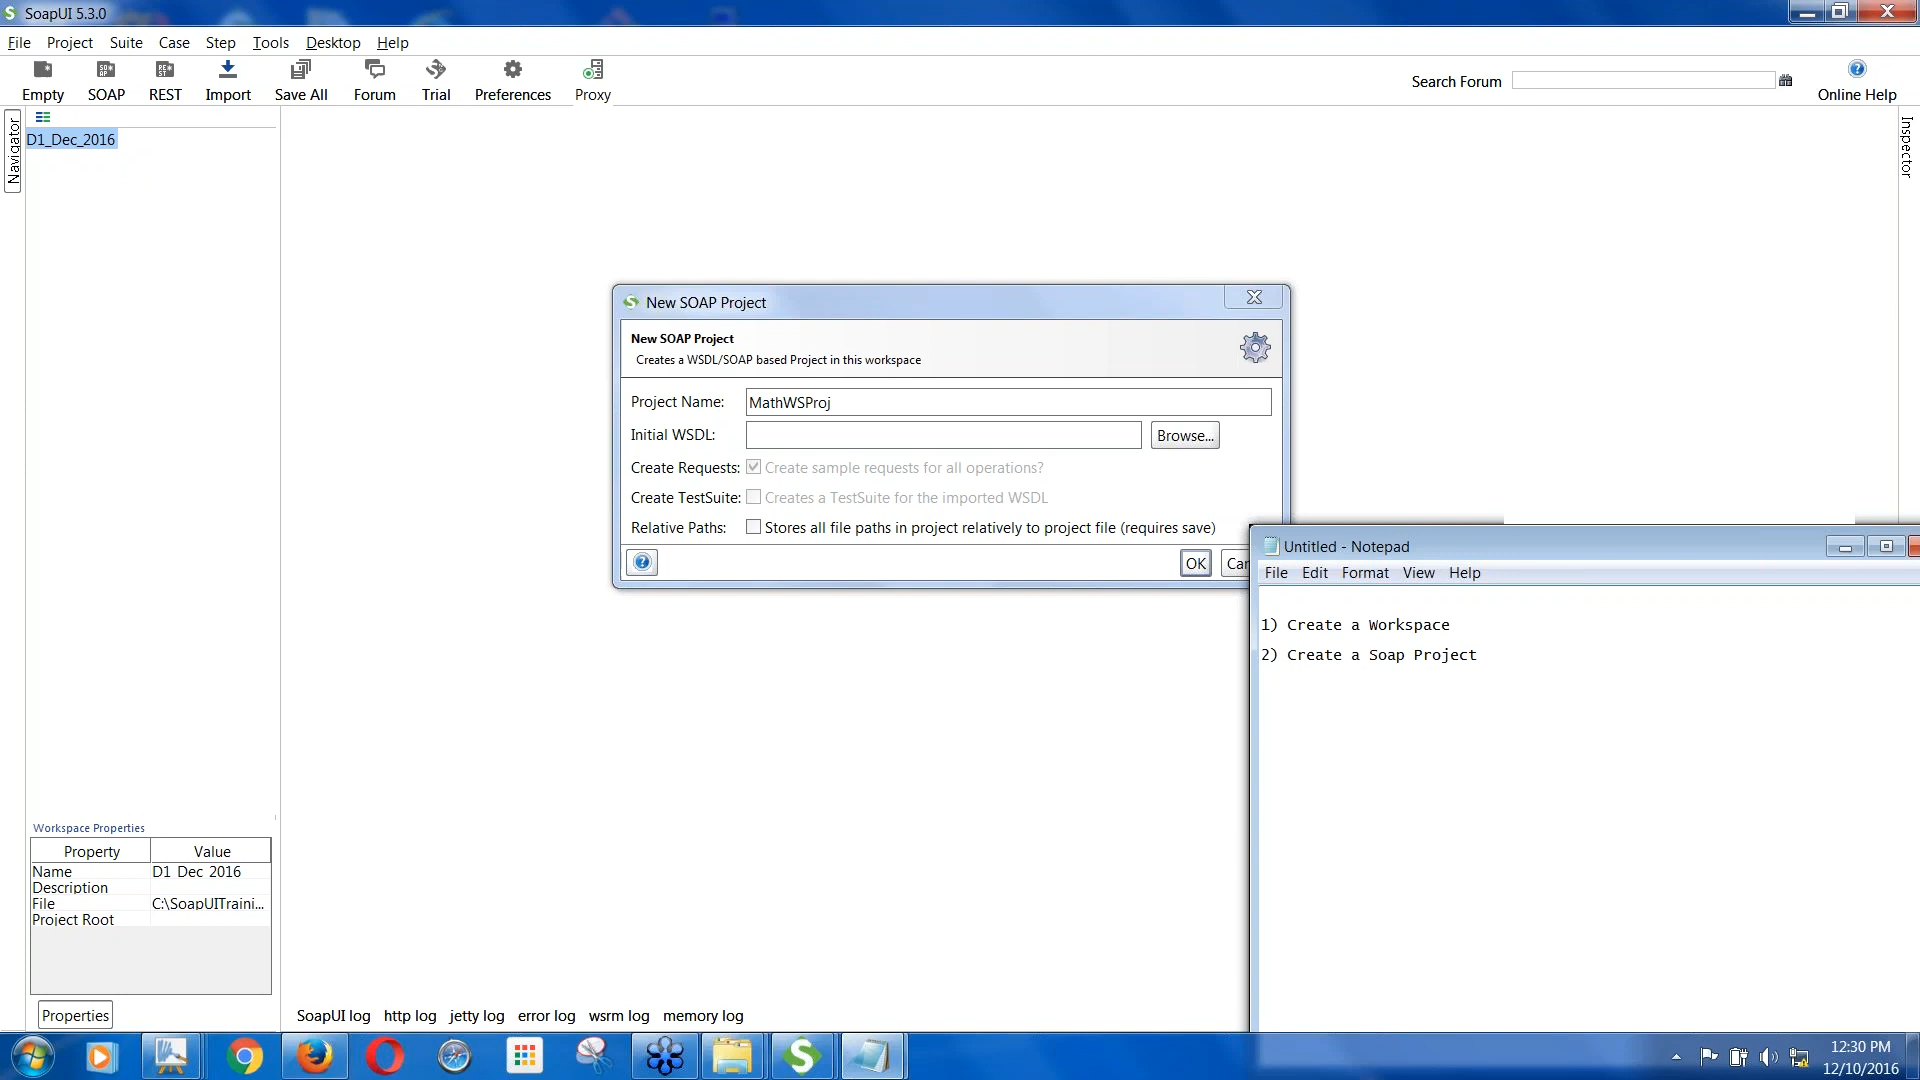 SoapUI 5.3.0
File Project Suite Case Step Tools Desktop Help
Empty SOAP REST Import Save All Forum Trial Preferences Proxy
Search Forum
Online Help
Navigator
D1_Dec_2016
Inspector
New SOAP Project
New SOAP Project
Creates a WSDL/SOAP based Project in this workspace
Project Name: MathWSProj
Initial WSDL: Browse...
Create Requests: Create sample requests for all operations?
Create TestSuite: Creates a TestSuite for the imported WSDL
Relative Paths: Stores all file paths in project relatively to project file (requires save)
OK Car
Untitled - Notepad
File Edit Format View Help
1) Create a Workspace
2) Create a Soap Project
Workspace Properties
Property Value
Name D1 Dec 2016
Description
File C:\SoapUITraini...
Project Root
Properties
SoapUI log http log jetty log error log wsrm log memory log
12:30 PM
12/10/2016